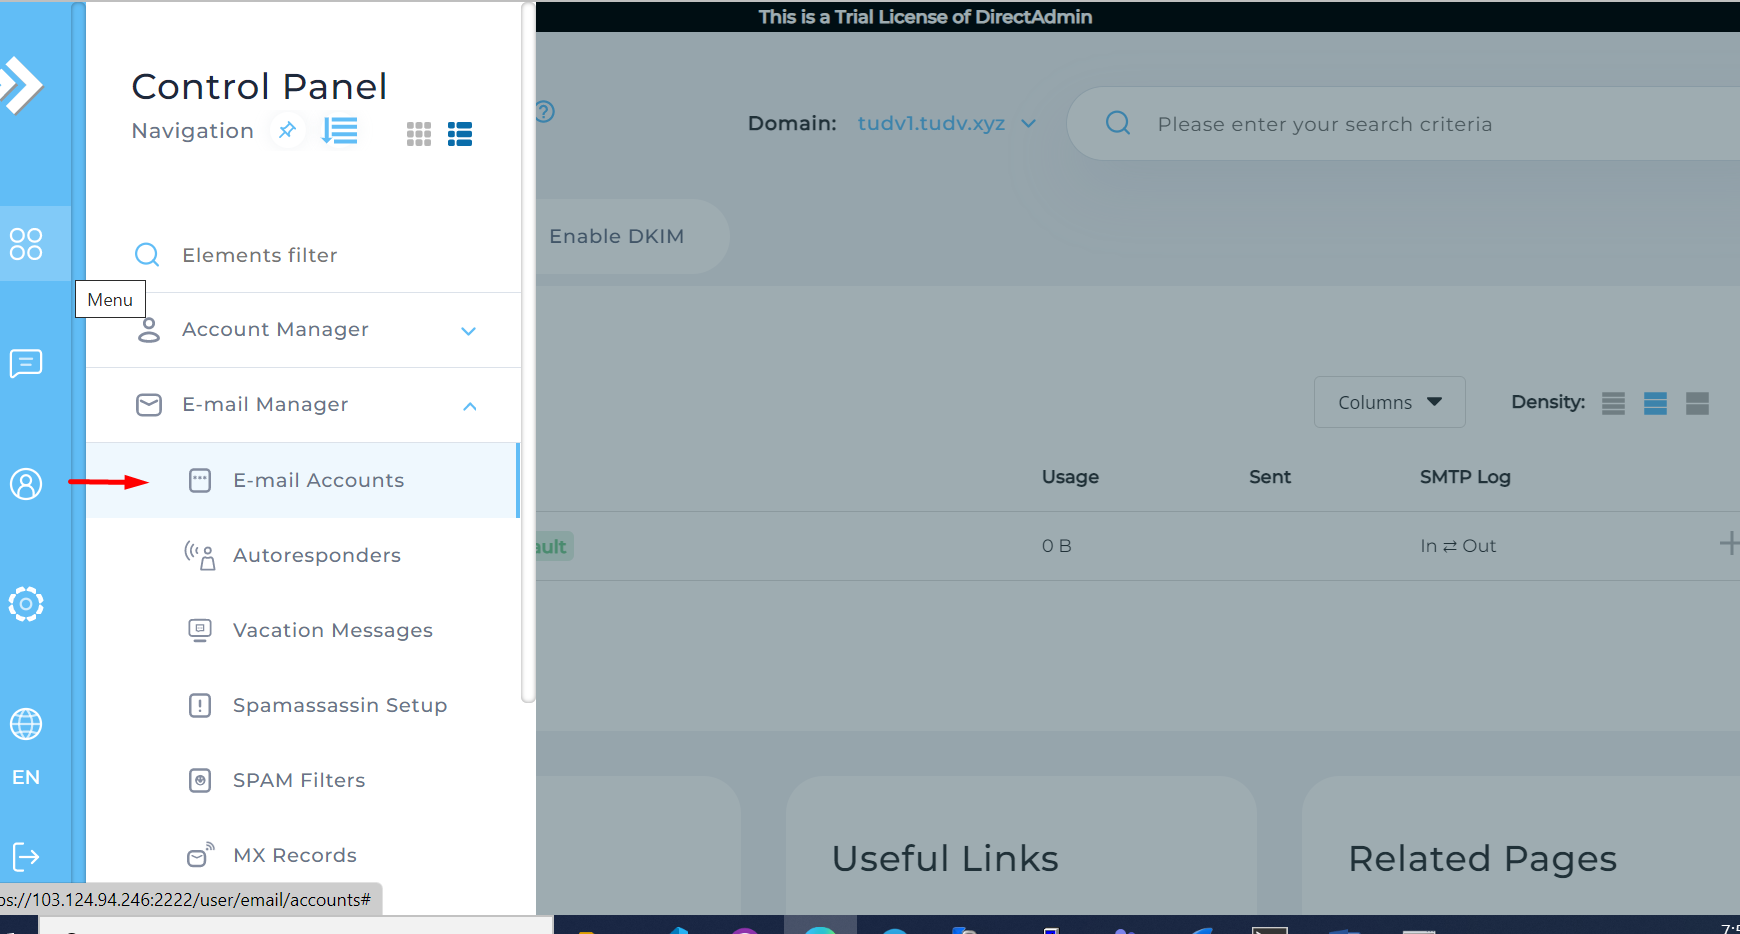 This is a Trial License of DirectAdmin
Control Panel
Navigation
Domain: tudv1.tudv.xyz
Please enter your search criteria
Enable DKIM
Elements filter
Menu
Account Manager
E-mail Manager
Columns
Density:
E-mail Accounts
Usage Sent SMTP Log
ault 0 B In ⇄ Out
Autoresponders
Vacation Messages
Spamassassin Setup
EN
SPAM Filters
MX Records
Useful Links
Related Pages
ps://103.124.94.246:2222/user/email/accounts#